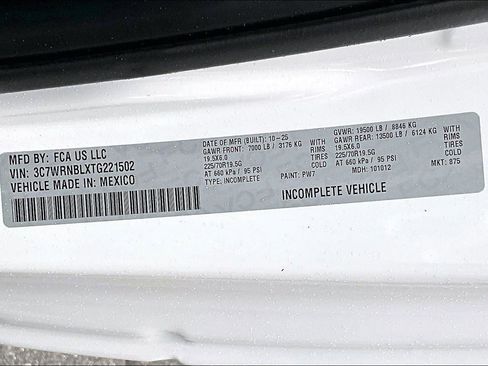 MFD BY: FCA US LLC
VIN: 3C7WRNBLXTG221502
VEHICLE MADE IN: MEXICO
DATE OF MFR (BUILT): 10-25
GAWR FRONT: 7000 LB / 3176 KG WITH
19.5X6.0 RIMS
225/70R19.5G TIRES
AT 660 kPa / 95 PSI COLD
TYPE: INCOMPLETE
PAINT: PW7
GVWR: 19500 LB / 8846 KG
GAWR REAR: 13500 LB / 6124 KG WITH
19.5X6.0 RIMS
225/70R19.5G TIRES
AT 660 kPa / 95 PSI COLD
MDH: 101012
MKT: 875
INCOMPLETE VEHICLE